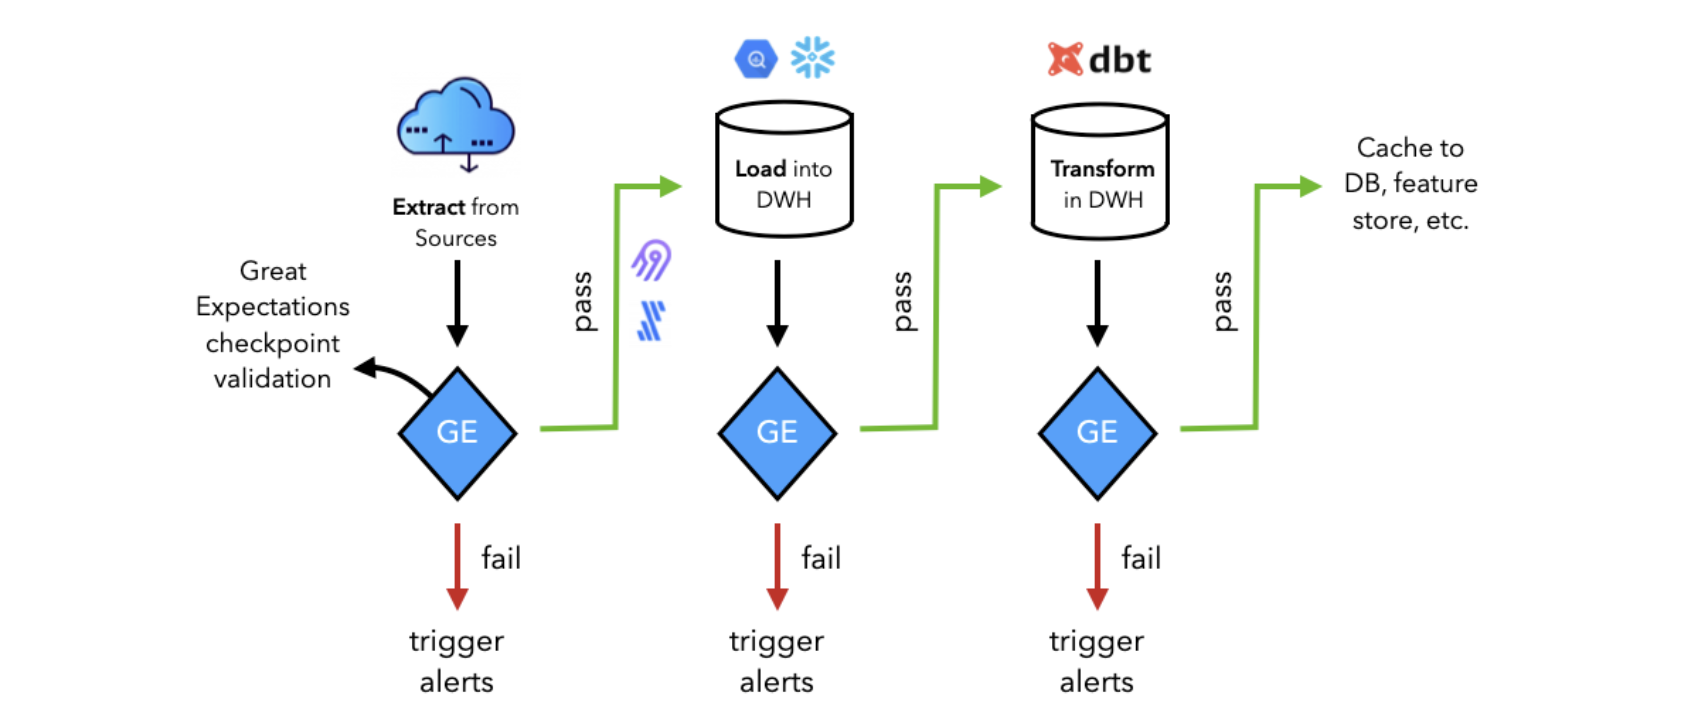 dbt
Extract from
Sources
Load into
DWH
Transform
in DWH
Cache to
DB, feature
store, etc.
Great
Expectations
checkpoint
validation
pass
pass
pass
GE
GE
GE
fail
fail
fail
trigger
alerts
trigger
alerts
trigger
alerts